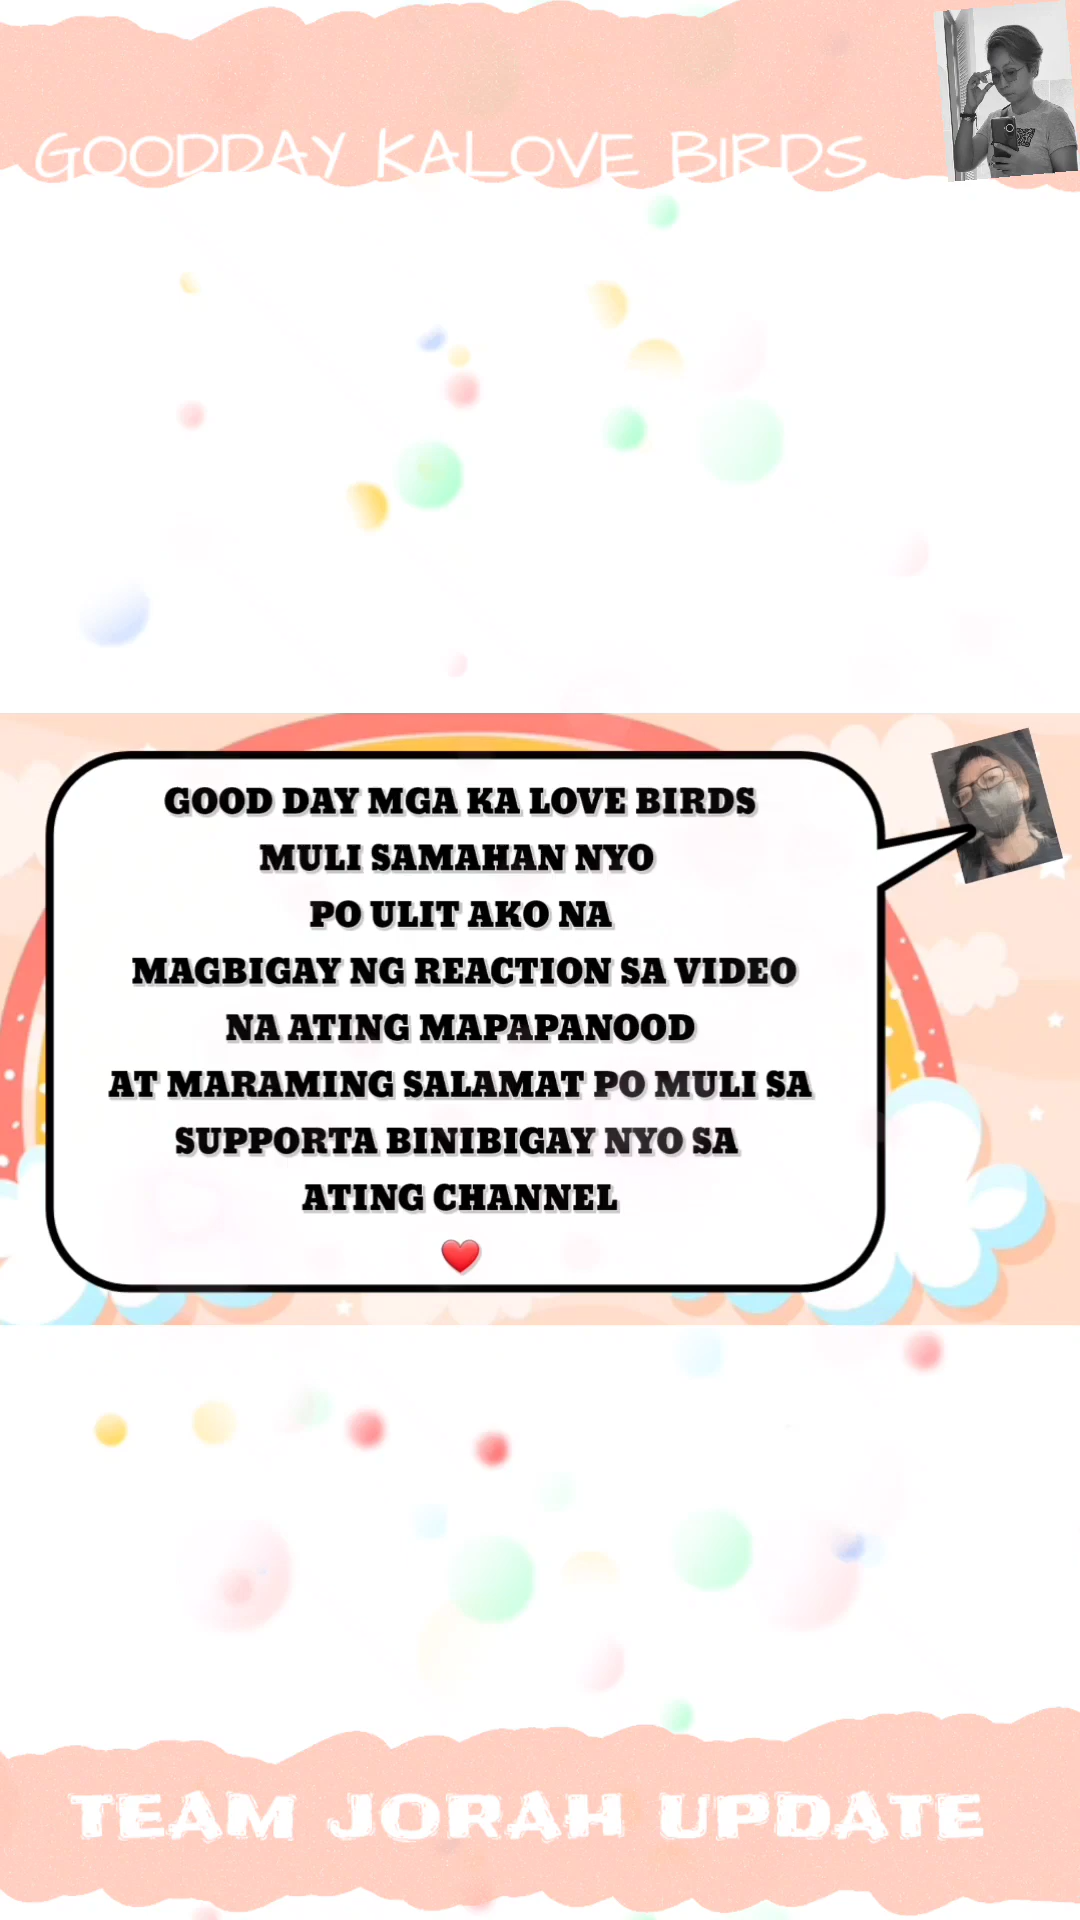 GOODDAY KALOVE BIRDS
GOOD DAY MGA KA LOVE BIRDS
MULI SAMAHAN NYO
PO ULIT AKO NA
MAGBIGAY NG REACTION SA VIDEO
NA ATING MAPAPANOOD
AT MARAMING SALAMAT PO MULI SA
SUPPORTA BINIBIGAY NYO SA
ATING CHANNEL
❤️
TEAM JORAH UPDATE